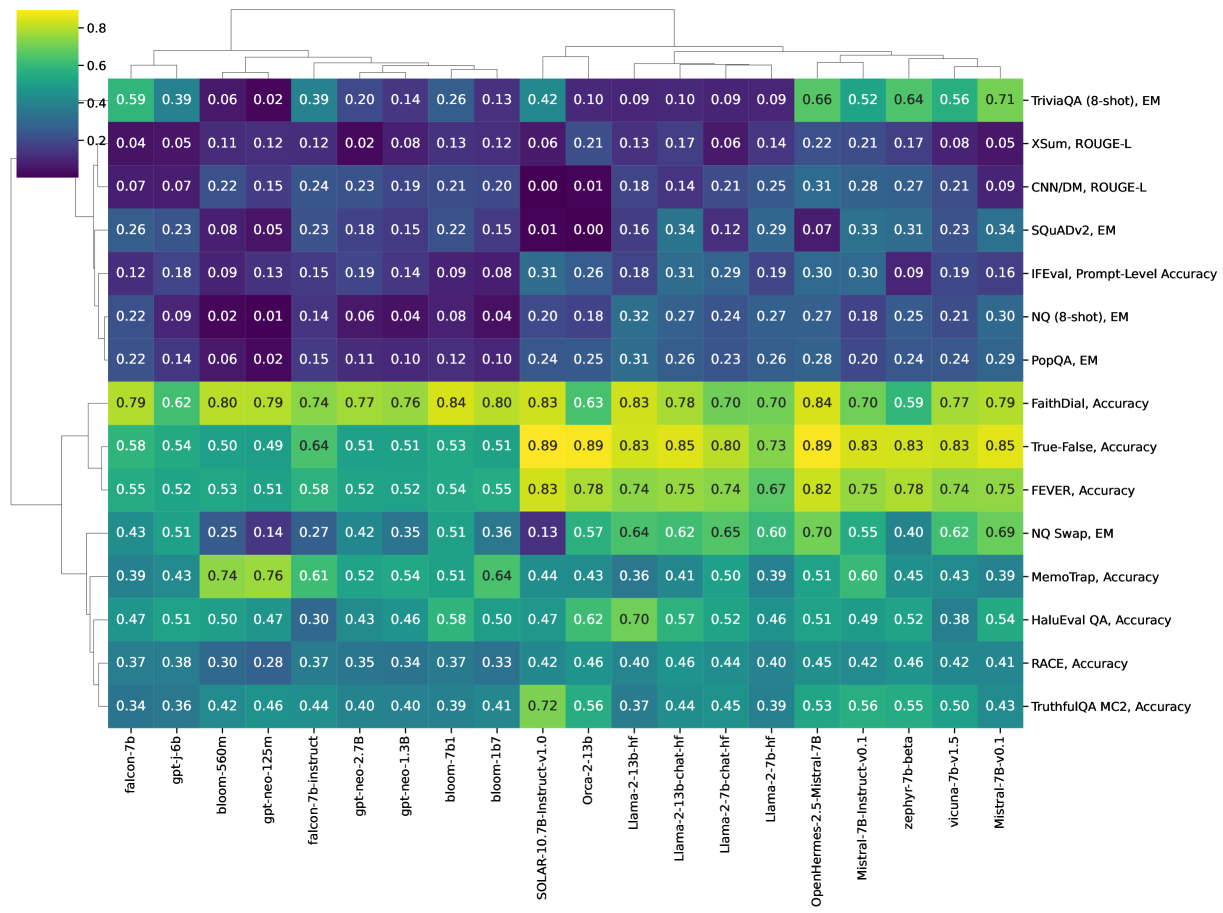 0.8
0.6
0.4
0.2
0.59 0.39 0.06 0.02 0.39 0.20 0.14 0.26 0.13 0.42 0.10 0.09 0.10 0.09 0.09 0.66 0.52 0.64 0.56 0.71 TriviaQA (8-shot), EM
0.04 0.05 0.11 0.12 0.12 0.02 0.08 0.13 0.12 0.06 0.21 0.13 0.17 0.06 0.14 0.22 0.21 0.17 0.08 0.05 XSum, ROUGE-L
0.07 0.07 0.22 0.15 0.24 0.23 0.19 0.21 0.20 0.00 0.01 0.18 0.14 0.21 0.25 0.31 0.28 0.27 0.21 0.09 CNN/DM, ROUGE-L
0.26 0.23 0.08 0.05 0.23 0.18 0.15 0.22 0.15 0.01 0.00 0.16 0.34 0.12 0.29 0.07 0.33 0.31 0.23 0.34 SQuADv2, EM
0.12 0.18 0.09 0.13 0.15 0.19 0.14 0.09 0.08 0.31 0.26 0.18 0.31 0.29 0.19 0.30 0.30 0.09 0.19 0.16 IFEval, Prompt-Level Accuracy
0.22 0.09 0.02 0.01 0.14 0.06 0.04 0.08 0.04 0.20 0.18 0.32 0.27 0.24 0.27 0.27 0.18 0.25 0.21 0.30 NQ (8-shot), EM
0.22 0.14 0.06 0.02 0.15 0.11 0.10 0.12 0.10 0.24 0.25 0.31 0.26 0.23 0.26 0.28 0.20 0.24 0.24 0.29 PopQA, EM
0.79 0.62 0.80 0.79 0.74 0.77 0.76 0.84 0.80 0.83 0.63 0.83 0.78 0.70 0.70 0.84 0.70 0.59 0.77 0.79 FaithDial, Accuracy
0.58 0.54 0.50 0.49 0.64 0.51 0.51 0.53 0.51 0.89 0.89 0.83 0.85 0.80 0.73 0.89 0.83 0.83 0.83 0.85 True-False, Accuracy
0.55 0.52 0.53 0.51 0.58 0.52 0.52 0.54 0.55 0.83 0.78 0.74 0.75 0.74 0.67 0.82 0.75 0.78 0.74 0.75 FEVER, Accuracy
0.43 0.51 0.25 0.14 0.27 0.42 0.35 0.51 0.36 0.13 0.57 0.64 0.62 0.65 0.60 0.70 0.55 0.40 0.62 0.69 NQ Swap, EM
0.39 0.43 0.74 0.76 0.61 0.52 0.54 0.51 0.64 0.44 0.43 0.36 0.41 0.50 0.39 0.51 0.60 0.45 0.43 0.39 MemoTrap, Accuracy
0.47 0.51 0.50 0.47 0.30 0.43 0.46 0.58 0.50 0.47 0.62 0.70 0.57 0.52 0.46 0.51 0.49 0.52 0.38 0.54 HaluEval QA, Accuracy
0.37 0.38 0.30 0.28 0.37 0.35 0.34 0.37 0.33 0.42 0.46 0.40 0.46 0.44 0.40 0.45 0.42 0.46 0.42 0.41 RACE, Accuracy
0.34 0.36 0.42 0.46 0.44 0.40 0.40 0.39 0.41 0.72 0.56 0.37 0.44 0.45 0.39 0.53 0.56 0.55 0.50 0.43 TruthfulQA MC2, Accuracy
falcon-7b
gpt-j-6b
bloom-560m
gpt-neo-125m
falcon-7b-instruct
gpt-neo-2.7B
gpt-neo-1.3B
bloom-7b1
bloom-1b7
SOLAR-10.7B-Instruct-v1.0
Orca-2-13b
Llama-2-13b-hf
Llama-2-13b-chat-hf
Llama-2-7b-chat-hf
Llama-2-7b-hf
OpenHermes-2.5-Mistral-7B
Mistral-7B-Instruct-v0.1
zephyr-7b-beta
vicuna-7b-v1.5
Mistral-7B-v0.1